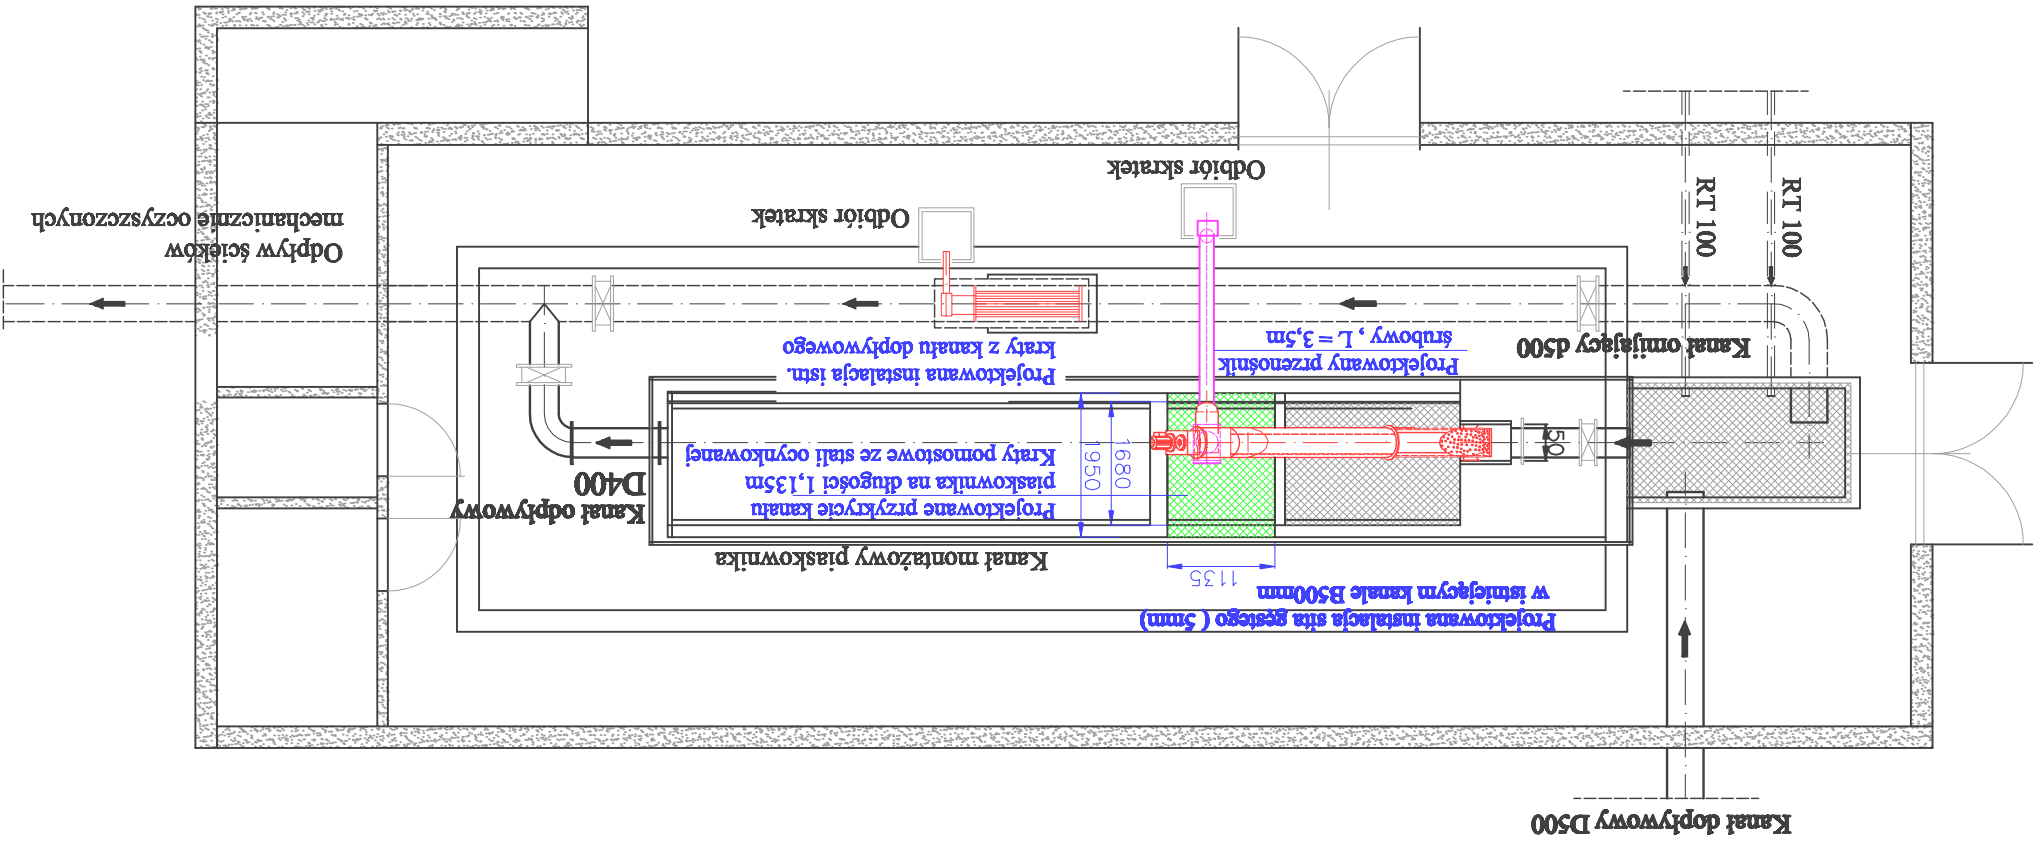 Kanał dopływowy D500
Projektowana instalacja sita gęstego ( 5mm)
w istniejącym kanale B500mm
1135
Kanał montażowy piaskownika
Projektowane przykrycie kanału
piaskownika na długości 1,135m
Kraty pomostowe ze stali ocynkowanej
Kanał odpływowy
D400
1950
1680
50
Projektowana instalacja istn.
kraty z kanału dopływowego
Projektowany przenośnik
śrubowy , L = 3,5m
Kanał omijający d500
Odpływ ścieków
mechanicznie oczyszczonych
Odbiór skratek
Odbiór skratek
RT 100
RT 100